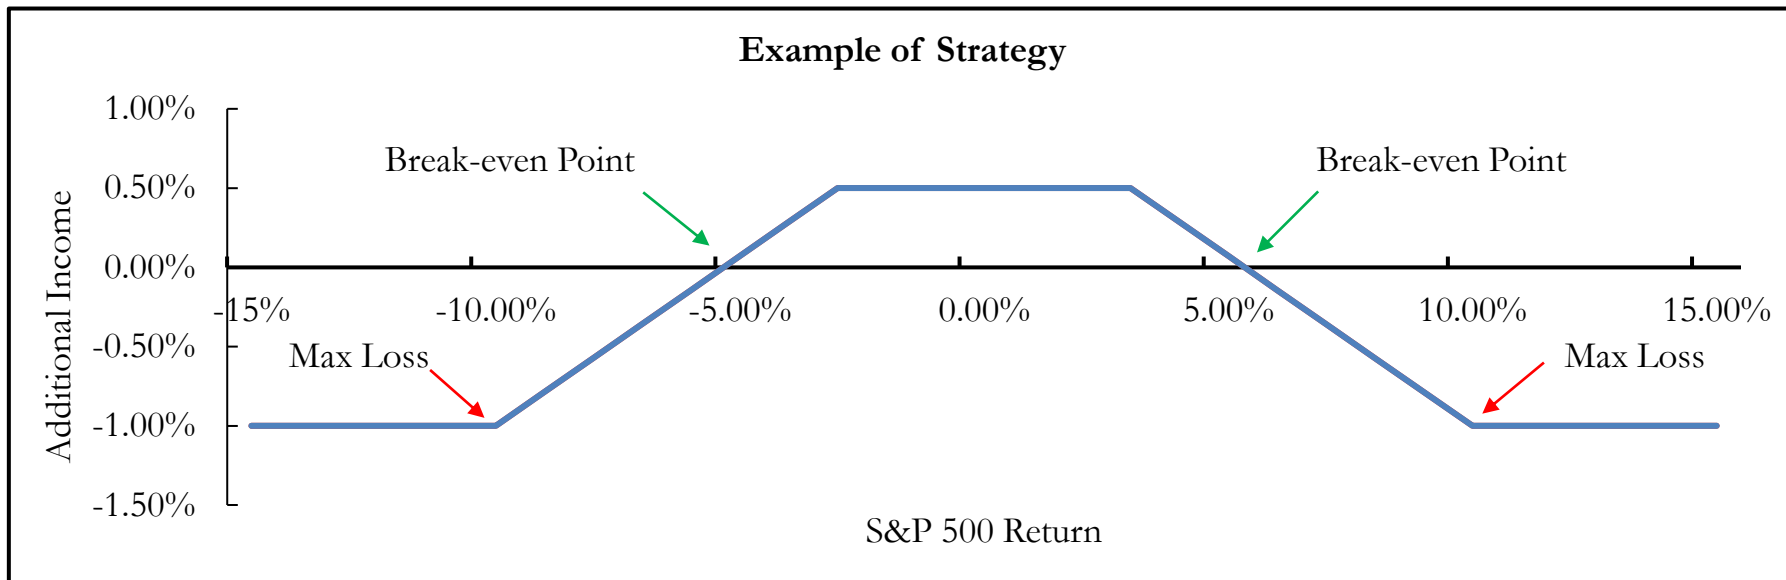 Example of Strategy
1.00%
Break-even Point
Break-even Point
0.50%
0.00%
-15%
-10.00%
-5.00%
0.00%
5.00%
10.00%
15.00%
-0.50%
Max Loss
Max Loss
-1.00%
-1.50%
Additional Income
S&P 500 Return